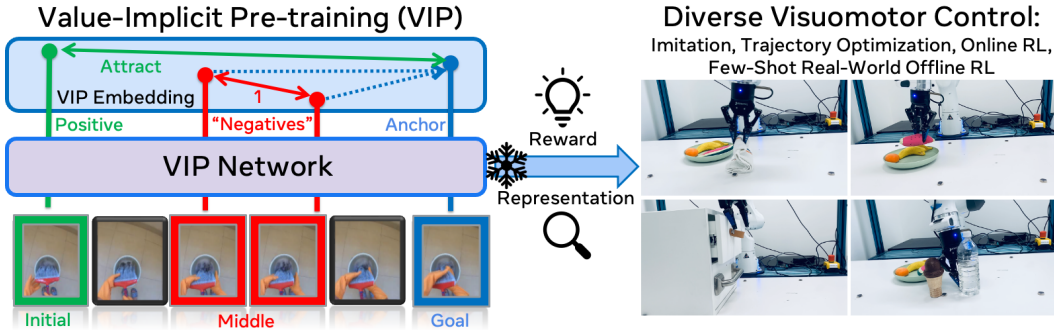 Value-Implicit Pre-training (VIP)
Attract
1
VIP Embedding
Positive
“Negatives”
Anchor
VIP Network
Initial
Middle
Goal
Reward
Representation
Diverse Visuomotor Control:
Imitation, Trajectory Optimization, Online RL,
Few-Shot Real-World Offline RL